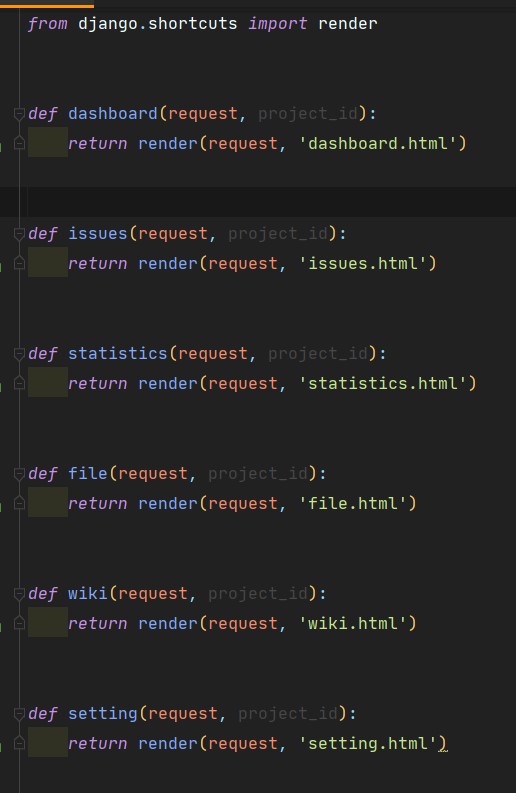 from django.shortcuts import render
def dashboard(request, project_id):
return render(request, 'dashboard.html')
def issues(request, project_id):
return render(request, 'issues.html')
def statistics(request, project_id):
return render(request, 'statistics.html')
def file(request, project_id):
return render(request, 'file.html')
def wiki(request, project_id):
return render(request, 'wiki.html')
def setting(request, project_id):
return render(request, 'setting.html')